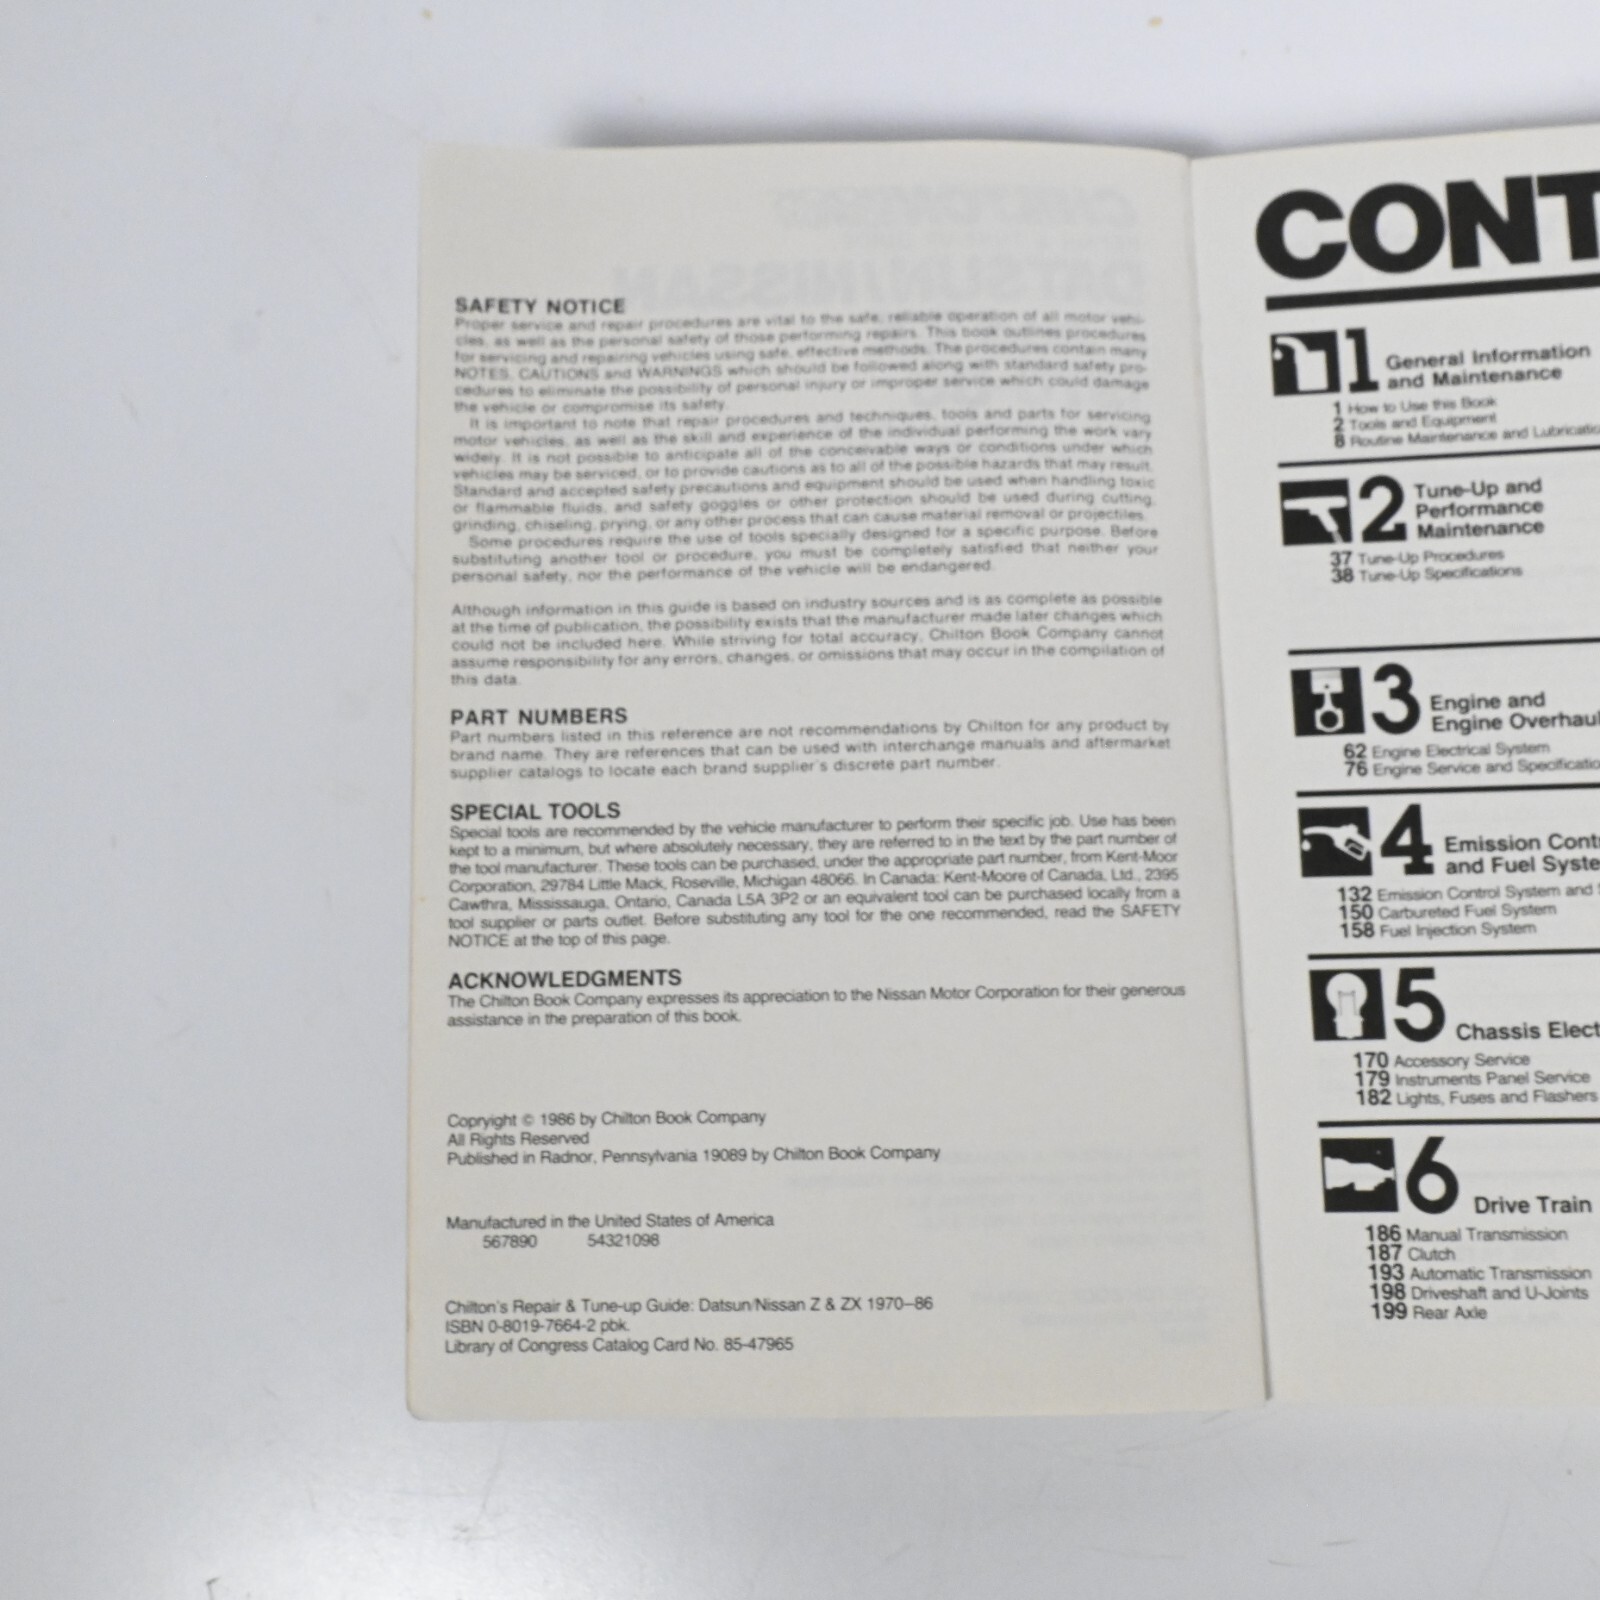 SAFETY NOTICE
Proper service and repair procedures are vital to the safe, reliable operation of all motor vehi-
cles, as well as the personal safety of those performing repairs. This book outlines procedures
for servicing and repairing vehicles using safe, effective methods. The procedures contain many
NOTES, CAUTIONS and WARNINGS which should be followed along with standard safety pro-
cedures to eliminate the possibility of personal injury or improper service which could damage
the vehicle or compromise its safety.
It is important to note that repair procedures and techniques, tools and parts for servicing
motor vehicles, as well as the skill and experience of the individual performing the work vary
widely. It is not possible to anticipate all of the conceivable ways or conditions under which
vehicles may be serviced, or to provide cautions as to all of the possible hazards that may result.
Standard and accepted safety precautions and equipment should be used when handling toxic
or flammable fluids, and safety goggles or other protection should be used during cutting,
grinding, chiseling, prying, or any other process that can cause material removal or projectiles.
Some procedures require the use of tools specially designed for a specific purpose. Before
substituting another tool or procedure, you must be completely satisfied that neither your
personal safety, nor the performance of the vehicle will be endangered.
Although information in this guide is based on industry sources and is as complete as possible
at the time of publication, the possibility exists that the manufacturer made later changes which
could not be included here. While striving for total accuracy, Chilton Book Company cannot
assume responsibility for any errors, changes, or omissions that may occur in the compilation of
this data.
PART NUMBERS
Part numbers listed in this reference are not recommendations by Chilton for any product by
brand name. They are references that can be used with interchange manuals and aftermarket
supplier catalogs to locate each brand supplier's discrete part number.
SPECIAL TOOLS
Special tools are recommended by the vehicle manufacturer to perform their specific job. Use has been
kept to a minimum, but where absolutely necessary, they are referred to in the text by the part number of
the tool manufacturer. These tools can be purchased, under the appropriate part number, from Kent-Moor
Corporation, 29784 Little Mack, Roseville, Michigan 48066. In Canada: Kent-Moore of Canada, Ltd., 2395
Cawthra, Mississauga, Ontario, Canada L5A 3P2 or an equivalent tool can be purchased locally from a
tool supplier or parts outlet. Before substituting any tool for the one recommended, read the SAFETY
NOTICE at the top of this page.
ACKNOWLEDGMENTS
The Chilton Book Company expresses its appreciation to the Nissan Motor Corporation for their generous
assistance in the preparation of this book.
Copryight © 1986 by Chilton Book Company
All Rights Reserved
Published in Radnor, Pennsylvania 19089 by Chilton Book Company
Manufactured in the United States of America
567890 54321098
Chilton's Repair & Tune-up Guide: Datsun/Nissan Z & ZX 1970–86
ISBN 0-8019-7664-2 pbk.
Library of Congress Catalog Card No. 85-47965
CONT
1 General Information
and Maintenance
1 How to Use this Book
2 Tools and Equipment
8 Routine Maintenance and Lubricatio
2 Tune-Up and
Performance
Maintenance
37 Tune-Up Procedures
38 Tune-Up Specifications
3 Engine and
Engine Overhaul
62 Engine Electrical System
76 Engine Service and Specificatio
4 Emission Cont
and Fuel Syste
132 Emission Control System and
150 Carbureted Fuel System
158 Fuel Injection System
5 Chassis Elect
170 Accessory Service
179 Instruments Panel Service
182 Lights, Fuses and Flashers
6 Drive Train
186 Manual Transmission
187 Clutch
193 Automatic Transmission
198 Driveshaft and U-Joints
199 Rear Axle